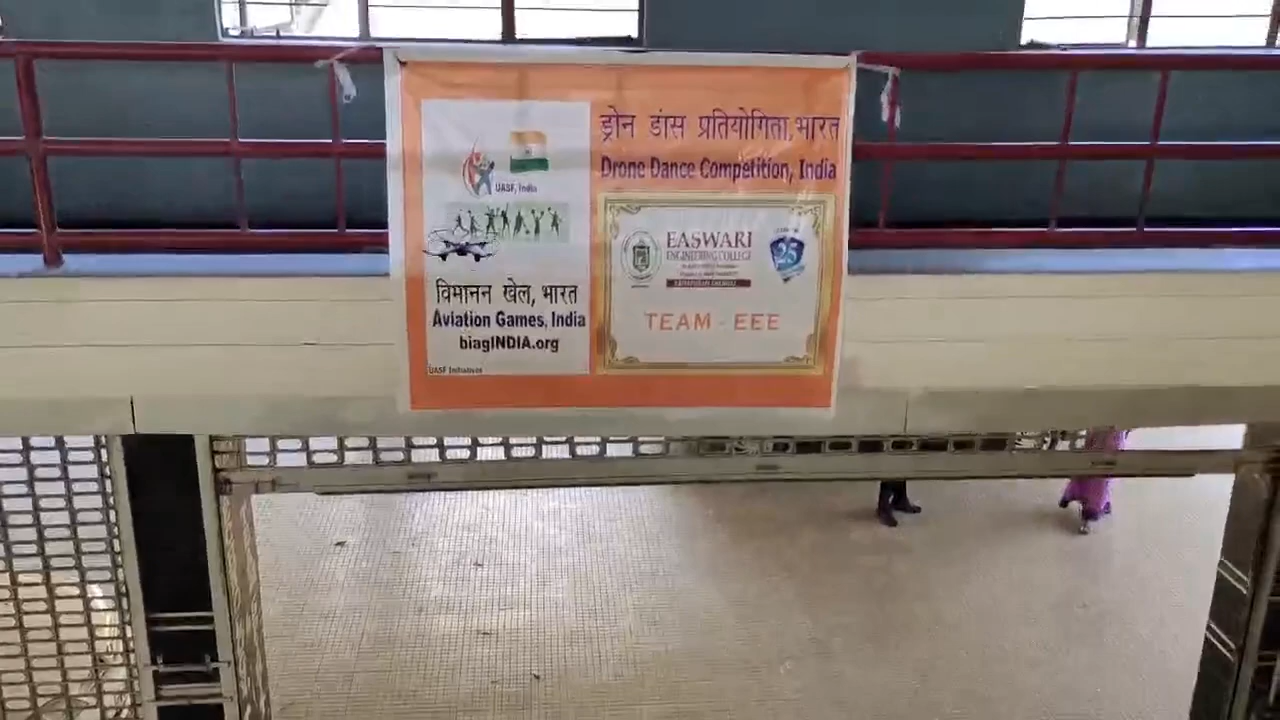 UASF, India
विमानन खेल, भारत
Aviation Games, India
biagINDIA.org
UASF Initiatives
ड्रोन डांस प्रतियोगिता, भारत
Drone Dance Competition, India
EASWARI
ENGINEERING COLLEGE
25
TEAM - EEE